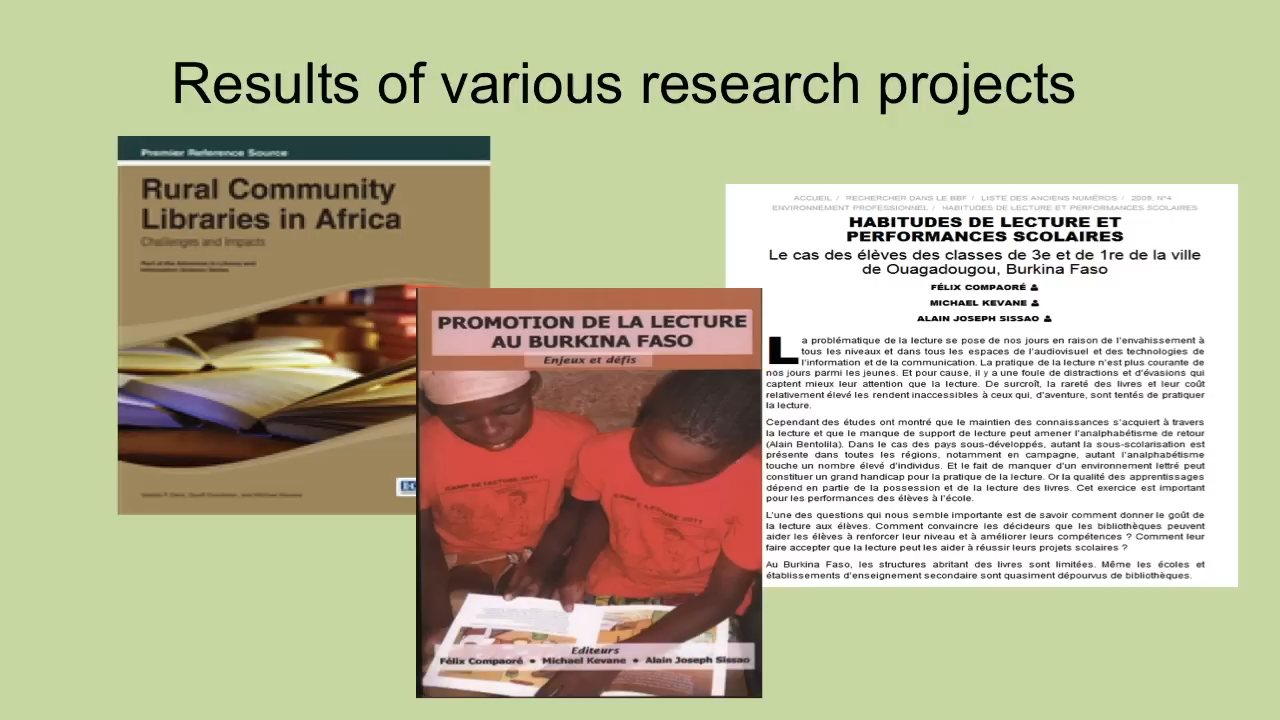 Results of various research projects
Premier Reference Source
Rural Community
Libraries in Africa
Challenges and Impacts
Part of the Advances in Library and
Information Science Series
PROMOTION DE LA LECTURE
AU BURKINA FASO
Enjeux et défis
CAMP DE LECTURE 2011
LECTURE 2011
Editeurs
Félix Compaoré • Michael Kevane • Alain Joseph Sissao
ACCUEIL / RECHERCHER DANS LE BBF / LISTE DES ANCIENS NUMÉROS / 2009, N°4
ENVIRONNEMENT PROFESSIONNEL / HABITUDES DE LECTURE ET PERFORMANCES SCOLAIRES
HABITUDES DE LECTURE ET
PERFORMANCES SCOLAIRES
Le cas des élèves des classes de 3e et de 1re de la ville
de Ouagadougou, Burkina Faso
FÉLIX COMPAORÉ
MICHAEL KEVANE
ALAIN JOSEPH SISSAO
La problématique de la lecture se pose de nos jours en raison de l'envahissement à
tous les niveaux et dans tous les espaces de l'audiovisuel et des technologies de
l'information et de la communication. La pratique de la lecture n'est plus courante de
nos jours parmi les jeunes. Et pour cause, il y a une foule de distractions et d'évasions qui
captent mieux leur attention que la lecture. De surcroît, la rareté des livres et leur coût
relativement élevé les rendent inaccessibles à ceux qui, d'aventure, sont tentés de pratiquer
la lecture.
Cependant des études ont montré que le maintien des connaissances s'acquiert à travers
la lecture et que le manque de support de lecture peut amener l'analphabétisme de retour
(Alain Bentolila). Dans le cas des pays sous-développés, autant la sous-scolarisation est
présente dans toutes les régions, notamment en campagne, autant l'analphabétisme
touche un nombre élevé d'individus. Et le fait de manquer d'un environnement lettré peut
constituer un grand handicap pour la pratique de la lecture. Or la qualité des apprentissages
dépend en partie de la possession et de la lecture des livres. Cet exercice est important
pour les performances des élèves à l'école.
L'une des questions qui nous semble importante est de savoir comment donner le goût de
la lecture aux élèves. Comment convaincre les décideurs que les bibliothèques peuvent
aider les élèves à renforcer leur niveau et à améliorer leurs compétences ? Comment leur
faire accepter que la lecture peut les aider à réussir leurs projets scolaires ?
Au Burkina Faso, les structures abritant des livres sont limitées. Même les écoles et
établissements d'enseignement secondaire sont quasiment dépourvus de bibliothèques.